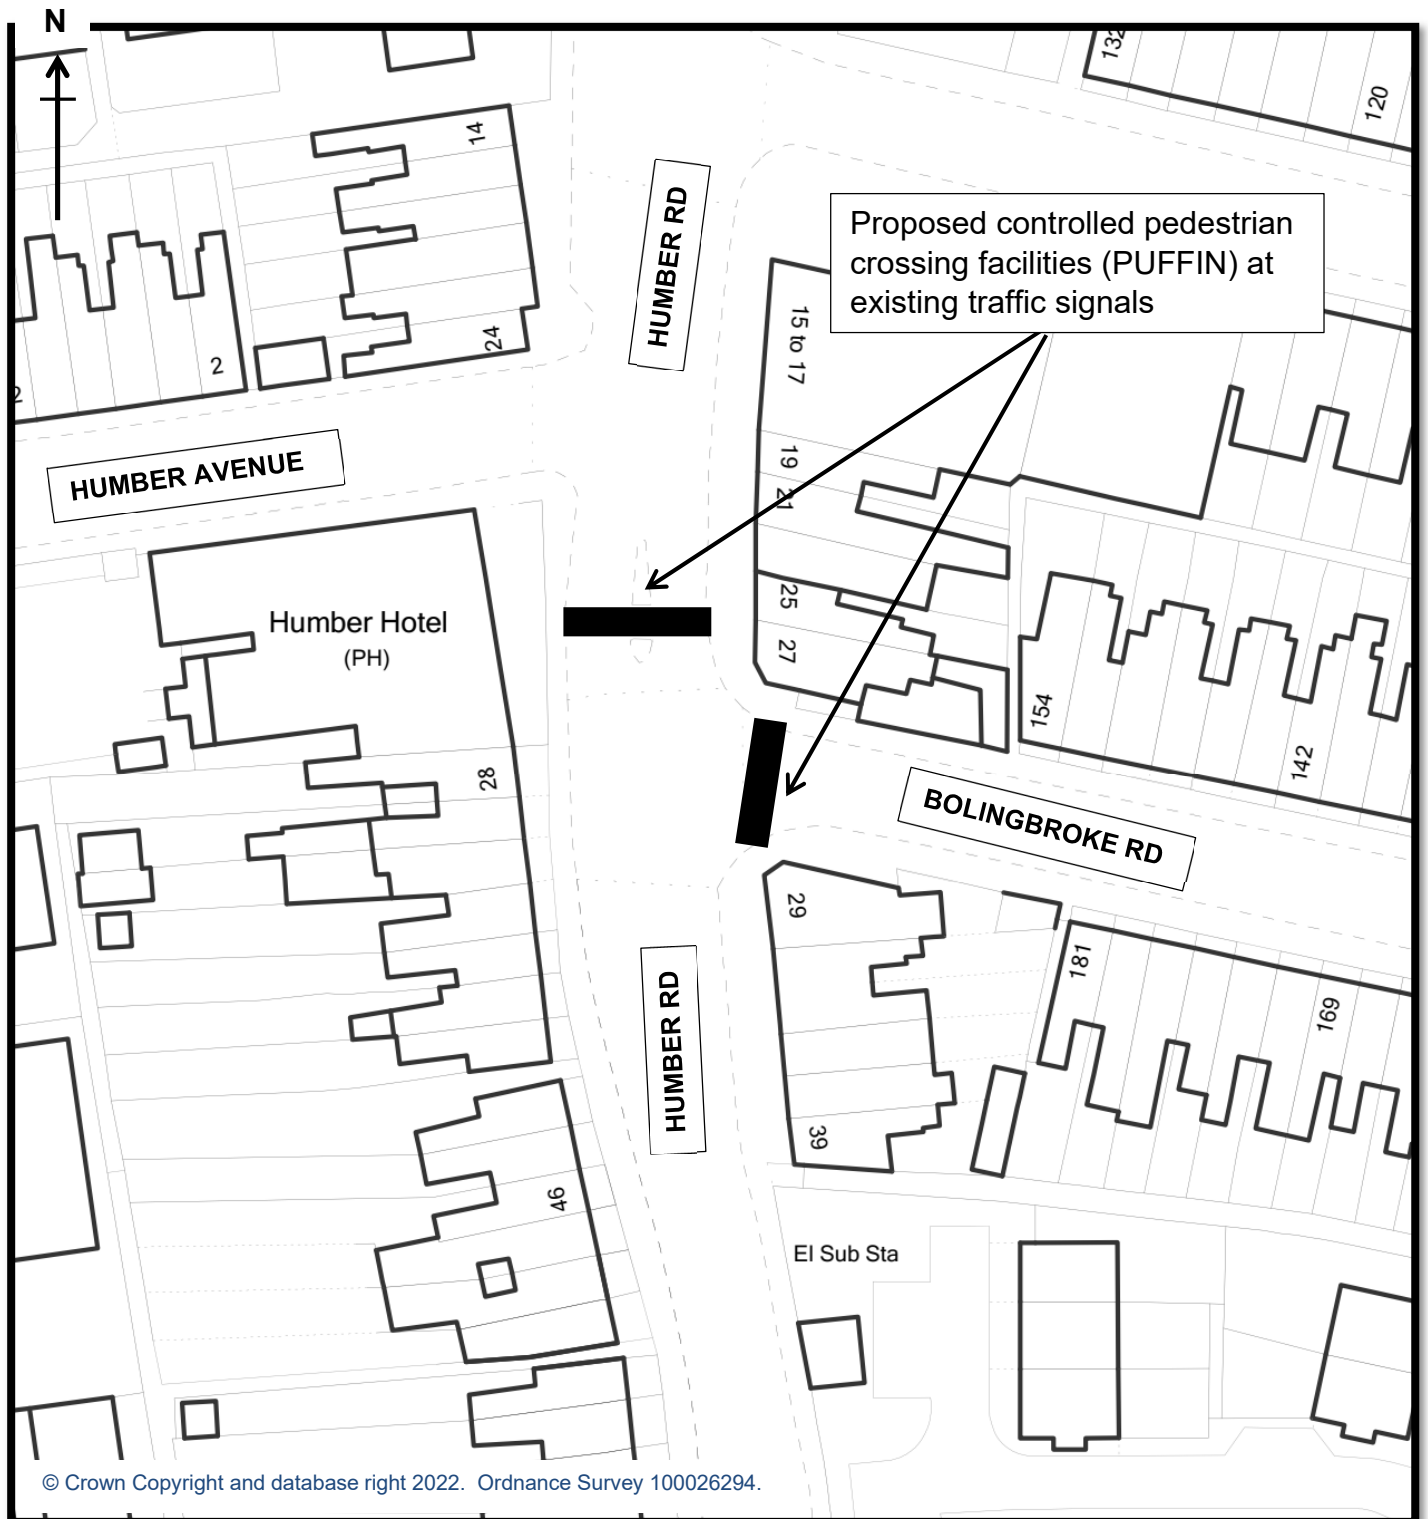 N
132
120
14
HUMBER RD
Proposed controlled pedestrian
crossing facilities (PUFFIN) at
existing traffic signals
24
2
2
15 to 17
HUMBER AVENUE
19
21
25
27
Humber Hotel
(PH)
154
142
28
BOLINGBROKE RD
29
181
169
HUMBER RD
39
46
El Sub Sta
© Crown Copyright and database right 2022. Ordnance Survey 100026294.